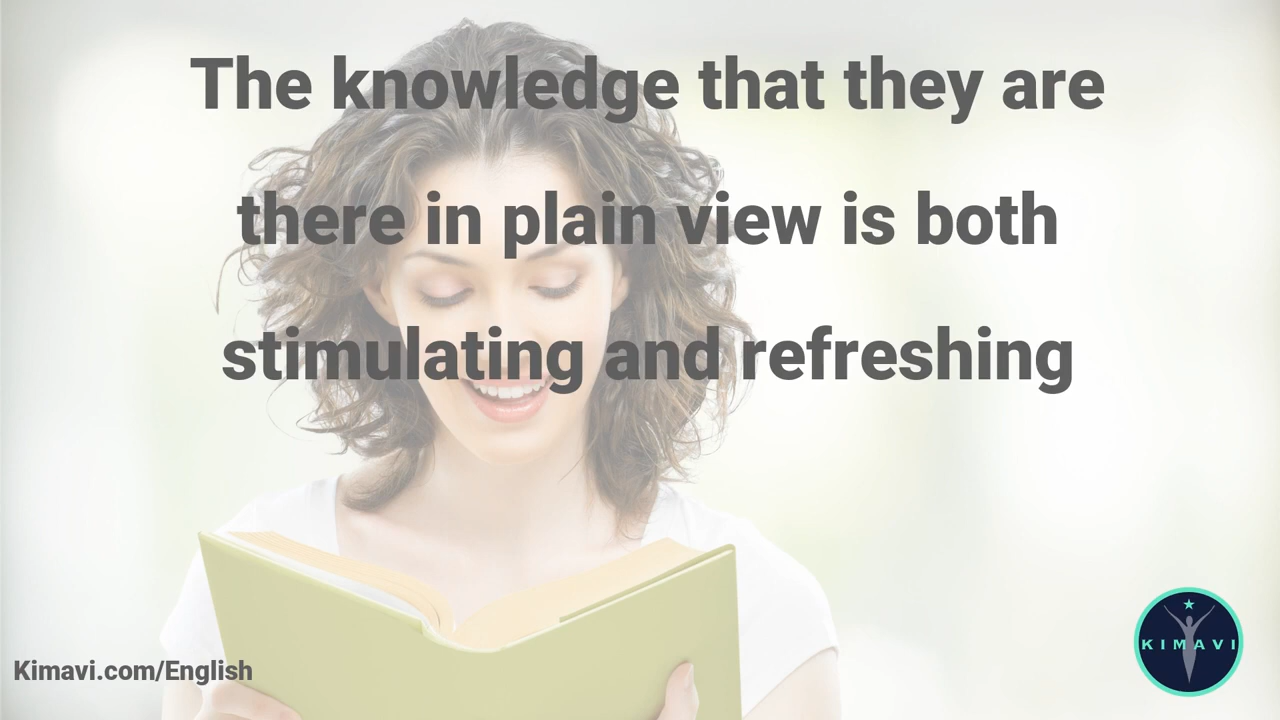 The knowledge that they are
there in plain view is both
stimulating and refreshing
Kimavi.com/English
KIMAVI